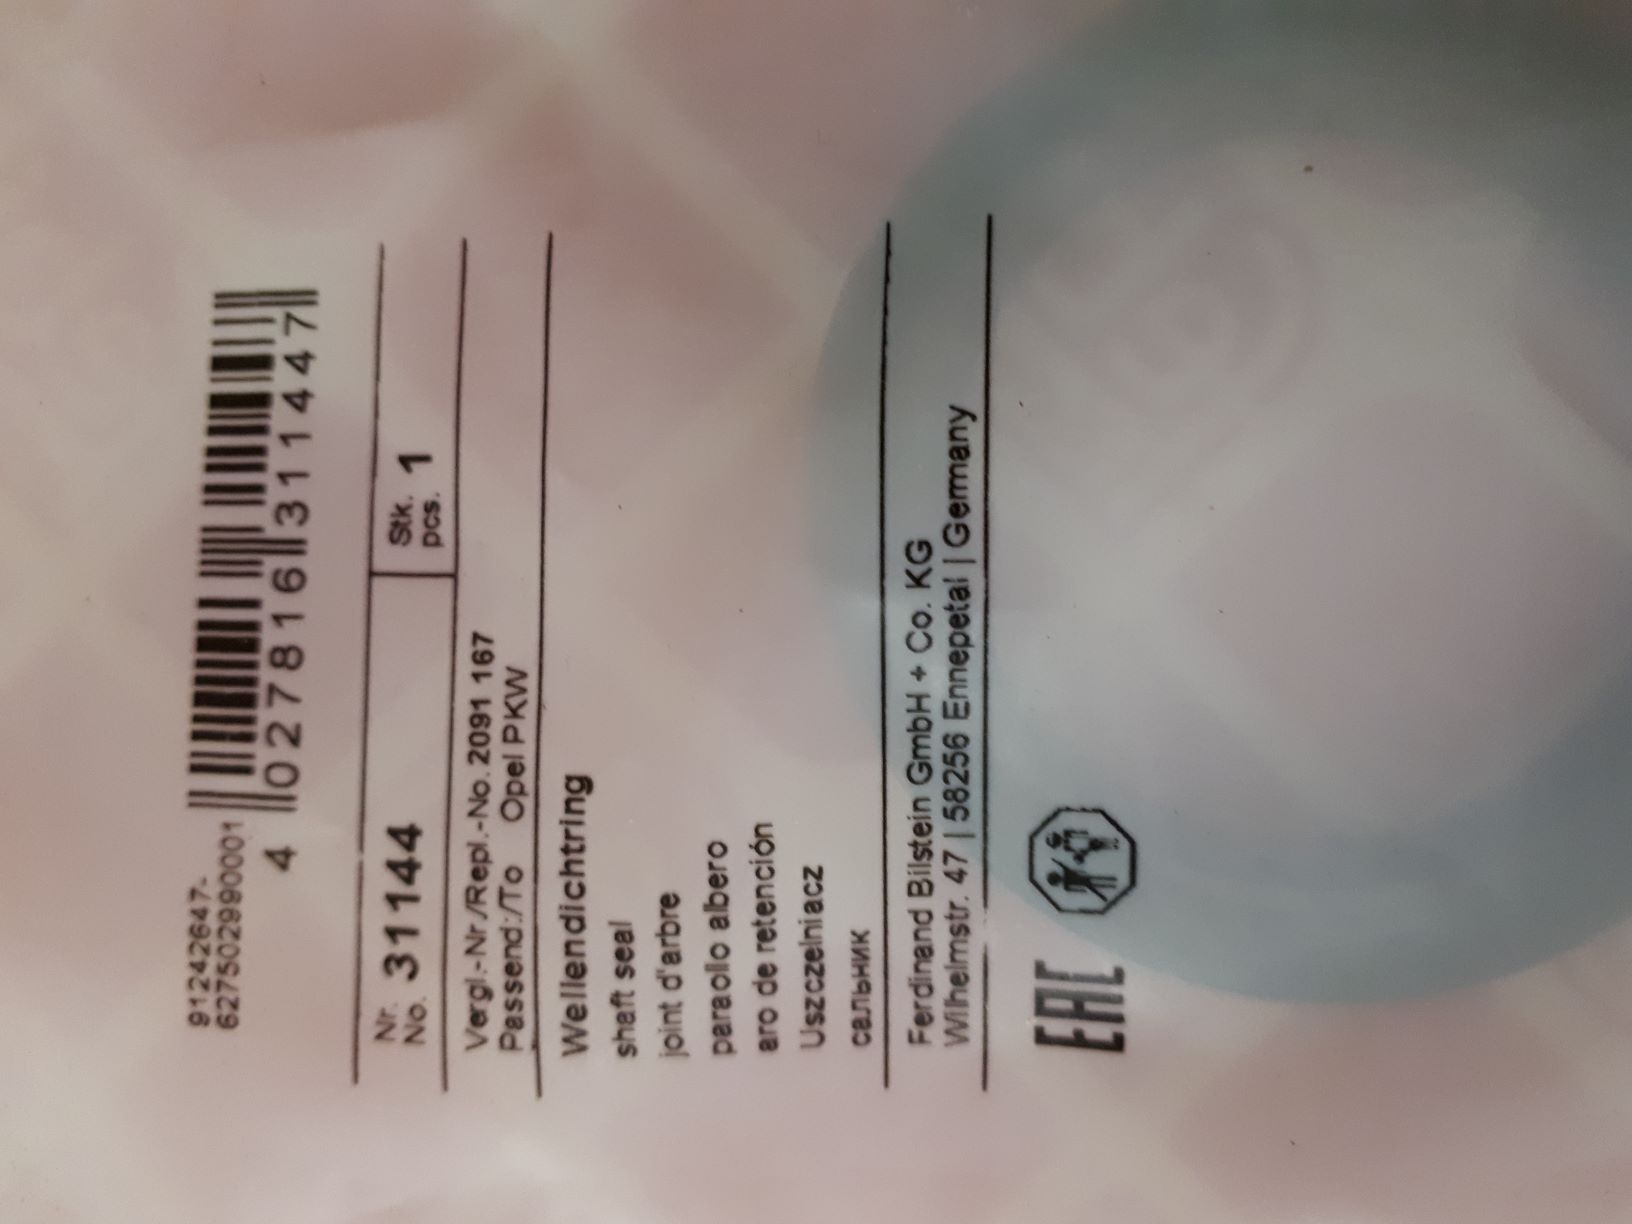 91242647-
627502990001
4 027816 311447
Nr. 31144 Stk. 1
No. pcs.
Vergl.-Nr./Repl.-No. 2091 167
Passend:/To Opel PKW
Wellendichtring
shaft seal
joint d'arbre
paraolio albero
aro de retención
Uszczelniacz
сальник
Ferdinand Bilstein GmbH + Co. KG
Wilhelmstr. 47 | 58256 Ennepetal | Germany
EAC